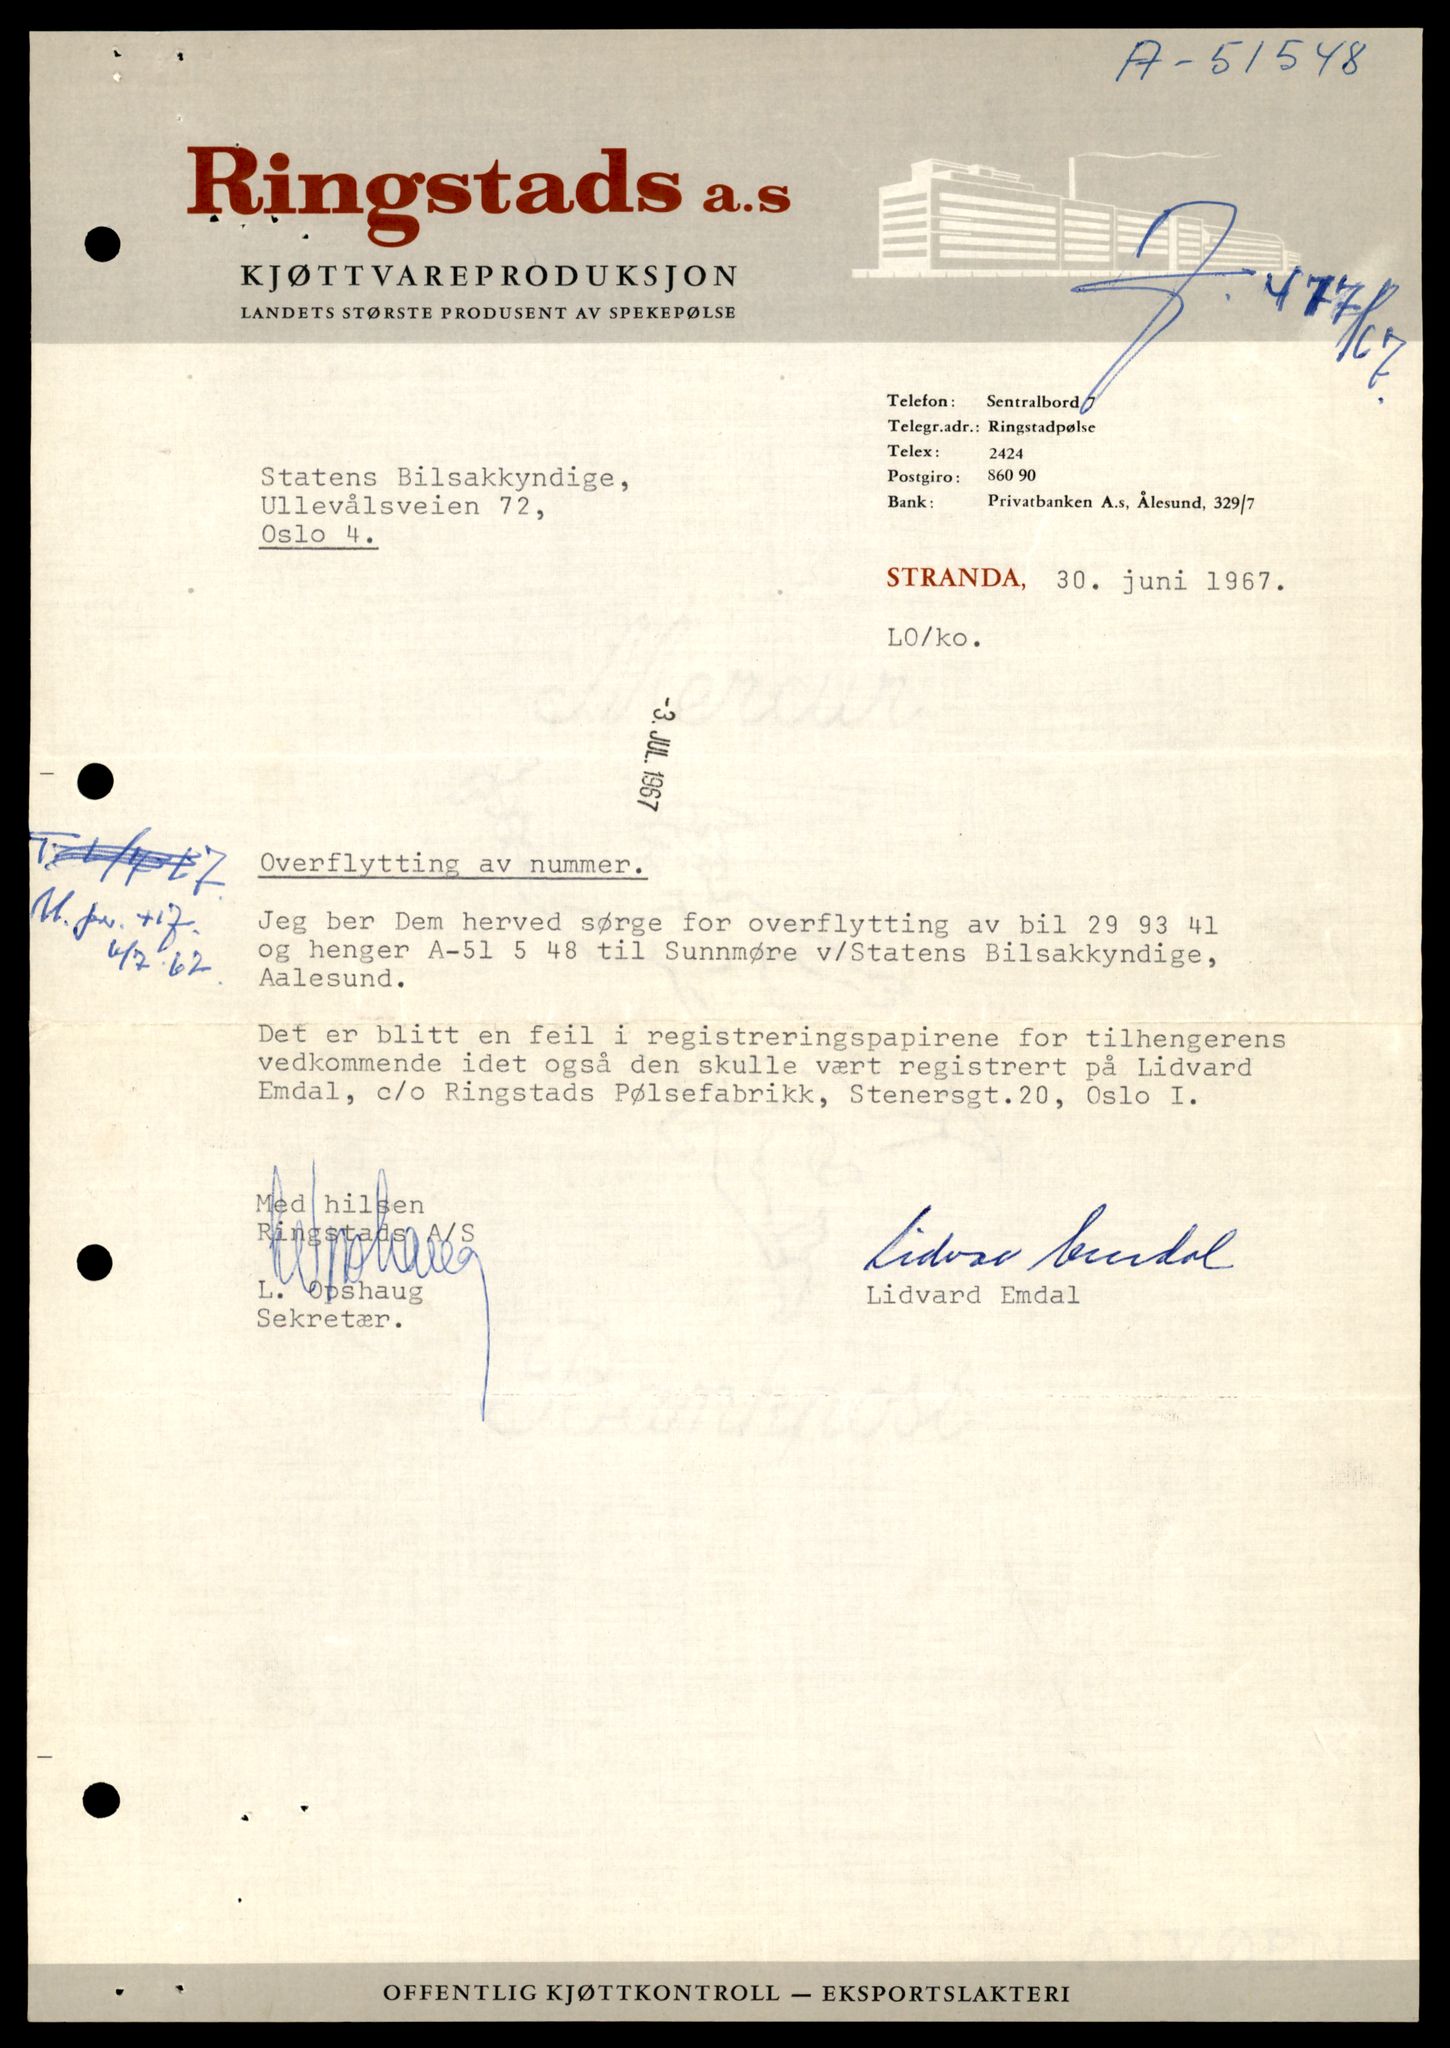 A-51548
Ringstads a.s
KJØTTVAREPRODUKSJON
LANDETS STØRSTE PRODUSENT AV SPEKEPØLSE
Telefon: Sentralbord 7
Telegr.adr.: Ringstadpølse
Telex: 2424
Postgiro: 860 90
Bank: Privatbanken A.s, Ålesund, 329/7
Statens Bilsakkyndige,
Ullevålsveien 72,
Oslo 4.
STRANDA, 30. juni 1967.
LO/ko.
-3. JUL. 1967
Overflytting av nummer.
Jeg ber Dem herved sørge for overflytting av bil 29 93 41
og henger A-51 5 48 til Sunnmøre v/Statens Bilsakkyndige,
Aalesund.
Det er blitt en feil i registreringspapirene for tilhengerens
vedkommende idet også den skulle vært registrert på Lidvard
Emdal, c/o Ringstads Pølsefabrikk, Stenersgt.20, Oslo I.
Med hilsen
Ringstads A/S
L. Opshaug
Sekretær.
Lidvar Emdal
Lidvard Emdal
OFFENTLIG KJØTTKONTROLL — EKSPORTSLAKTERI